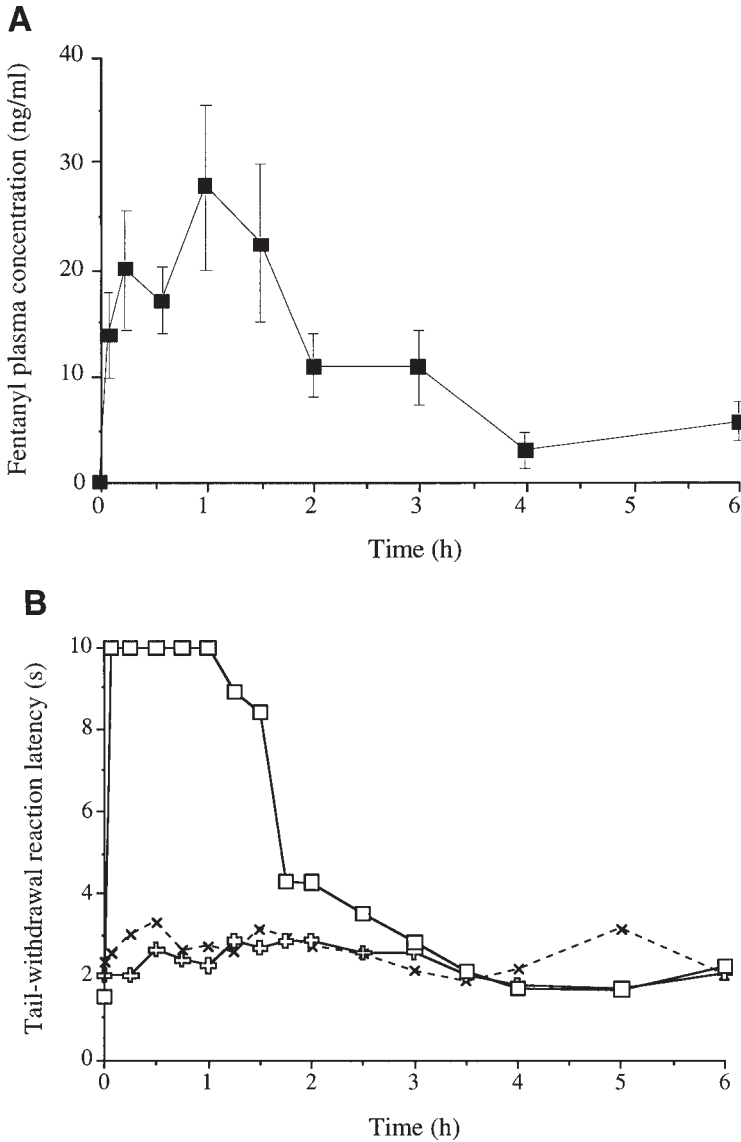 A
Fentanyl plasma concentration (ng/ml)
40
30
20
10
0
0 1 2 3 4 5 6
Time (h)
B
Tail-withdrawal reaction latency (s)
10
8
6
4
2
0
0 1 2 3 4 5 6
Time (h)